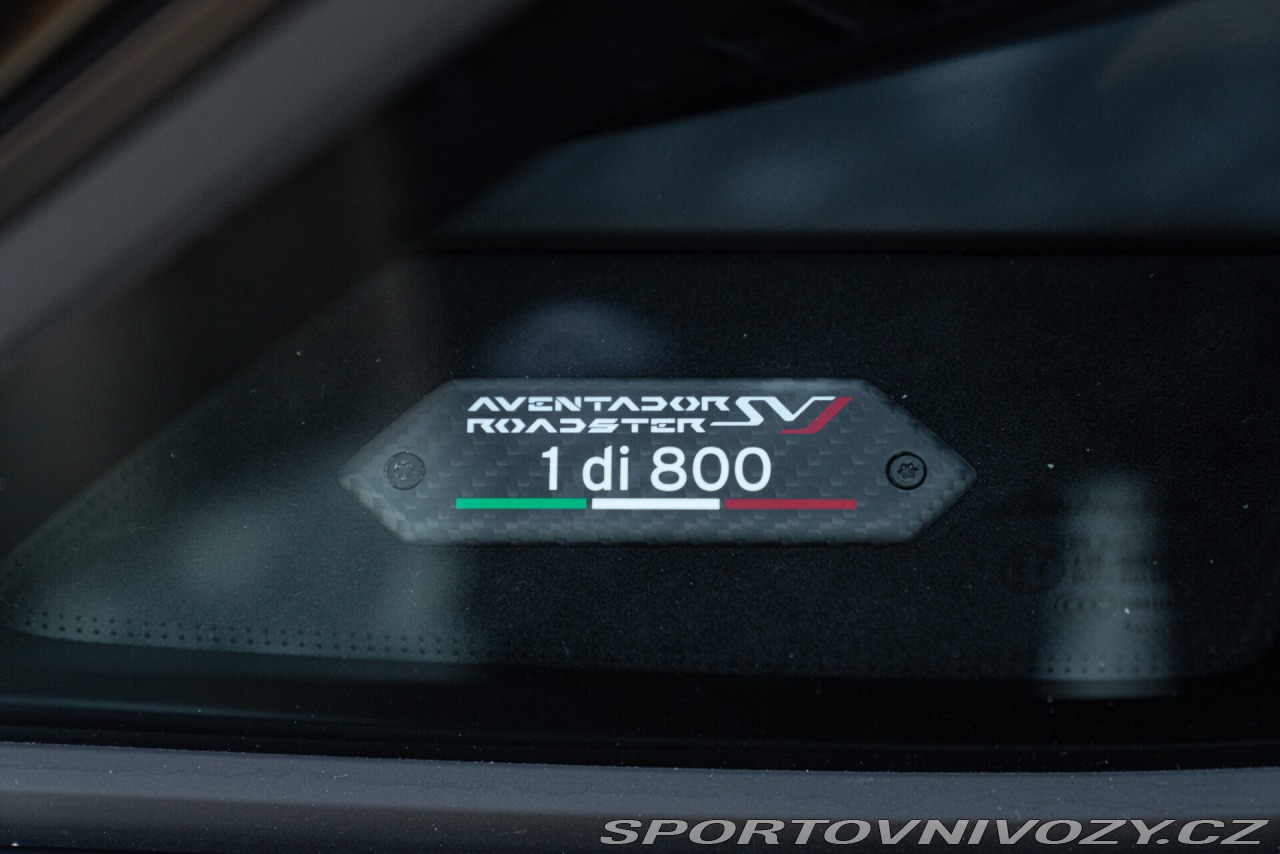 AVENTADOR SVJ
ROADSTER
1 di 800
SPORTOVNIVOZY.CZ